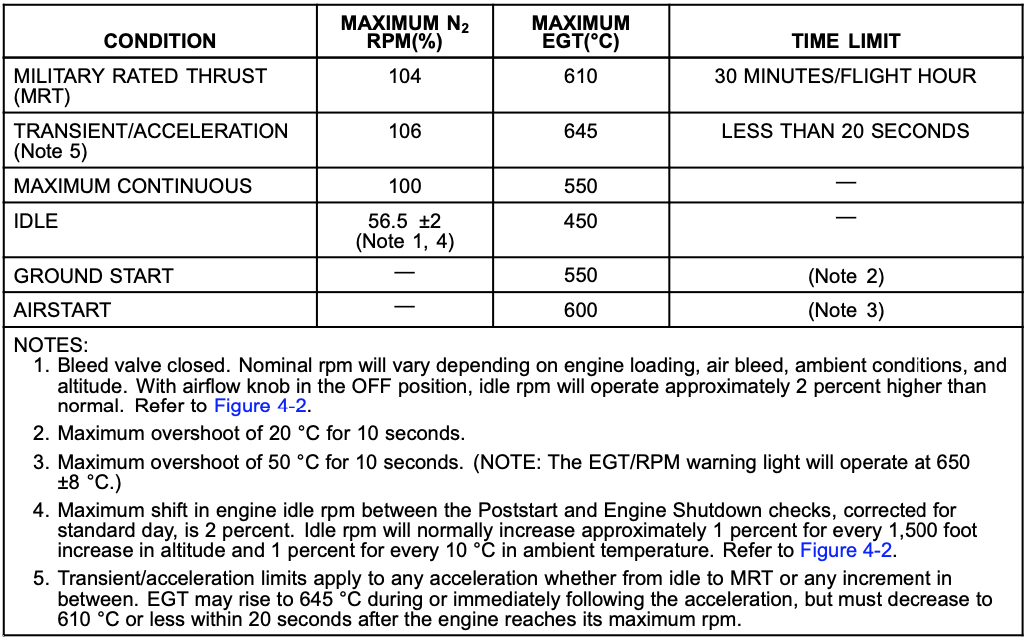 CONDITION MAXIMUM N2 RPM(%) MAXIMUM EGT(°C) TIME LIMIT
MILITARY RATED THRUST (MRT) 104 610 30 MINUTES/FLIGHT HOUR
TRANSIENT/ACCELERATION (Note 5) 106 645 LESS THAN 20 SECONDS
MAXIMUM CONTINUOUS 100 550 —
IDLE 56.5 ±2 (Note 1, 4) 450 —
GROUND START — 550 (Note 2)
AIRSTART — 600 (Note 3)
NOTES:
1. Bleed valve closed. Nominal rpm will vary depending on engine loading, air bleed, ambient conditions, and
altitude. With airflow knob in the OFF position, idle rpm will operate approximately 2 percent higher than
normal. Refer to Figure 4-2.
2. Maximum overshoot of 20 °C for 10 seconds.
3. Maximum overshoot of 50 °C for 10 seconds. (NOTE: The EGT/RPM warning light will operate at 650
±8 °C.)
4. Maximum shift in engine idle rpm between the Poststart and Engine Shutdown checks, corrected for
standard day, is 2 percent. Idle rpm will normally increase approximately 1 percent for every 1,500 foot
increase in altitude and 1 percent for every 10 °C in ambient temperature. Refer to Figure 4-2.
5. Transient/acceleration limits apply to any acceleration whether from idle to MRT or any increment in
between. EGT may rise to 645 °C during or immediately following the acceleration, but must decrease to
610 °C or less within 20 seconds after the engine reaches its maximum rpm.